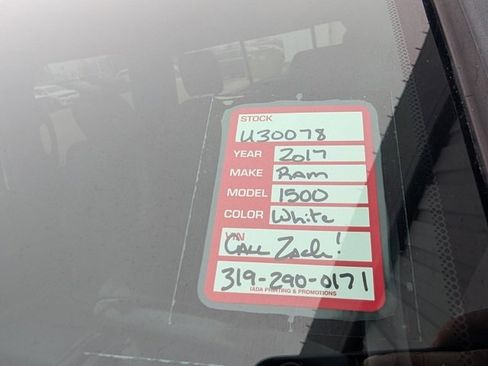 STOCK
U30078
YEAR 2017
MAKE Ram
MODEL 1500
COLOR White
VIN
CALL Zach!
319-290-0171
IADA PRINTING & PROMOTIONS